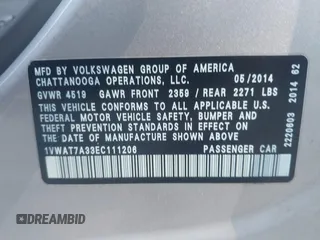 MFD. BY VOLKSWAGEN GROUP OF AMERICA
CHATTANOOGA OPERATIONS, LLC. 05/2014
GVWR 4519 GAWR FRONT 2359 / REAR 2271 LBS
THIS VEHICLE CONFORMS TO ALL APPLICABLE U.S.
FEDERAL MOTOR VEHICLE SAFETY, BUMPER AND
THEFT PREVENTION STANDARDS IN EFFECT ON
THE DATE OF MANUFACTURE SHOWN ABOVE.
1VWAT7A33EC111206 PASSENGER CAR
2220603 2014 62
DREAMBID
DREAMBID.COM